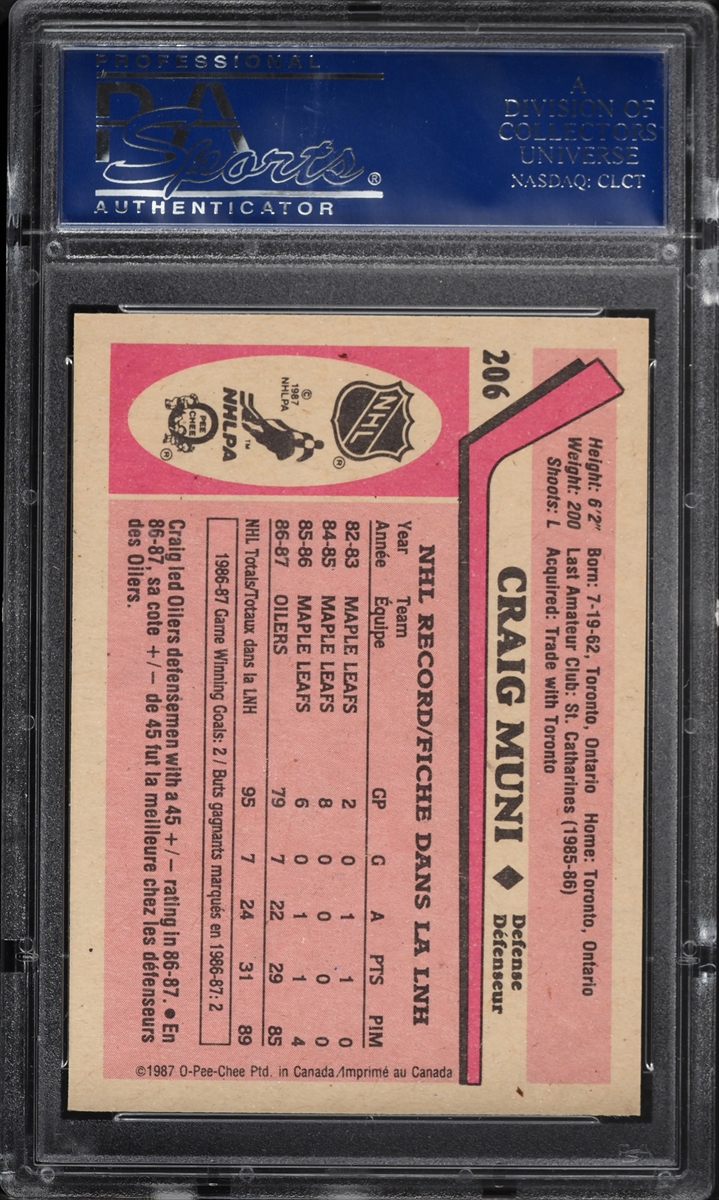 PROFESSIONAL
PSA
Sports®
AUTHENTICATOR
A
DIVISION OF
COLLECTORS
UNIVERSE
NASDAQ: CLCT
206
Height: 6'2" Born: 7-19-62, Toronto, Ontario Home: Toronto, Ontario
Weight: 200 Last Amateur Club: St. Catharines (1985-86)
Shoots: L Acquired: Trade with Toronto
CRAIG MUNI ◆ Defense
Défenseur
NHL
®
© 1987 NHLPA
NHLPA™
O PEE CHEE
®
NHL RECORD/FICHE DANS LA LNH
Year Team GP G A PTS PIM
Année Équipe
82-83 MAPLE LEAFS 2 0 1 1 0
84-85 MAPLE LEAFS 8 0 0 0 0
85-86 MAPLE LEAFS 6 0 1 1 4
86-87 OILERS 79 7 22 29 85
NHL Totals/Totaux dans la LNH 95 7 24 31 89
1986-87 Game Winning Goals: 2 / Buts gagnants marqués en 1986-87: 2
Craig led Oilers defensemen with a 45 +/− rating in 86-87. ● En
86-87, sa cote +/− de 45 fut la meilleure chez les défenseurs
des Oilers.
©1987 O-Pee-Chee Ptd. in Canada/Imprimé au Canada